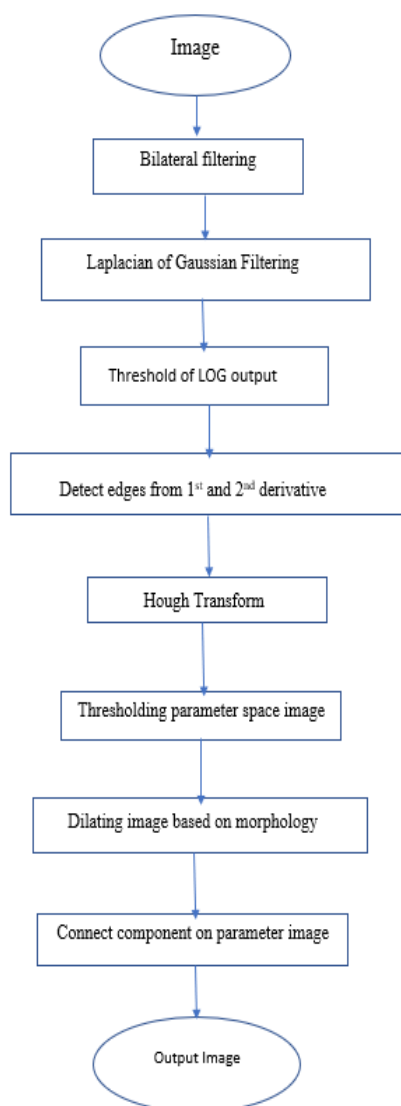 Image
Bilateral filtering
Laplacian of Gaussian Filtering
Threshold of LOG output
Detect edges from 1st and 2nd derivative
Hough Transform
Thresholding parameter space image
Dilating image based on morphology
Connect component on parameter image
Output Image